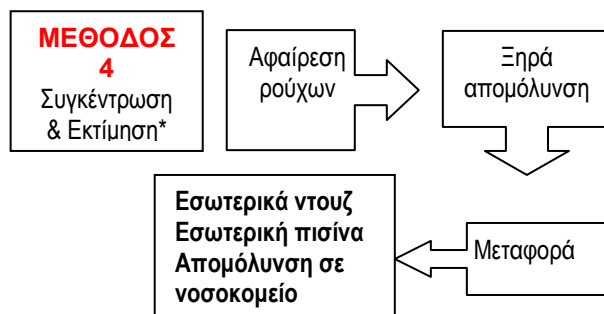 ΜΕΘΟΔΟΣ
4
Συγκέντρωση
& Εκτίμηση*
Αφαίρεση
ρούχων
Ξηρά
απομόλυνση
Μεταφορά
Εσωτερικά ντουζ
Εσωτερική πισίνα
Απομόλυνση σε
νοσοκομείο